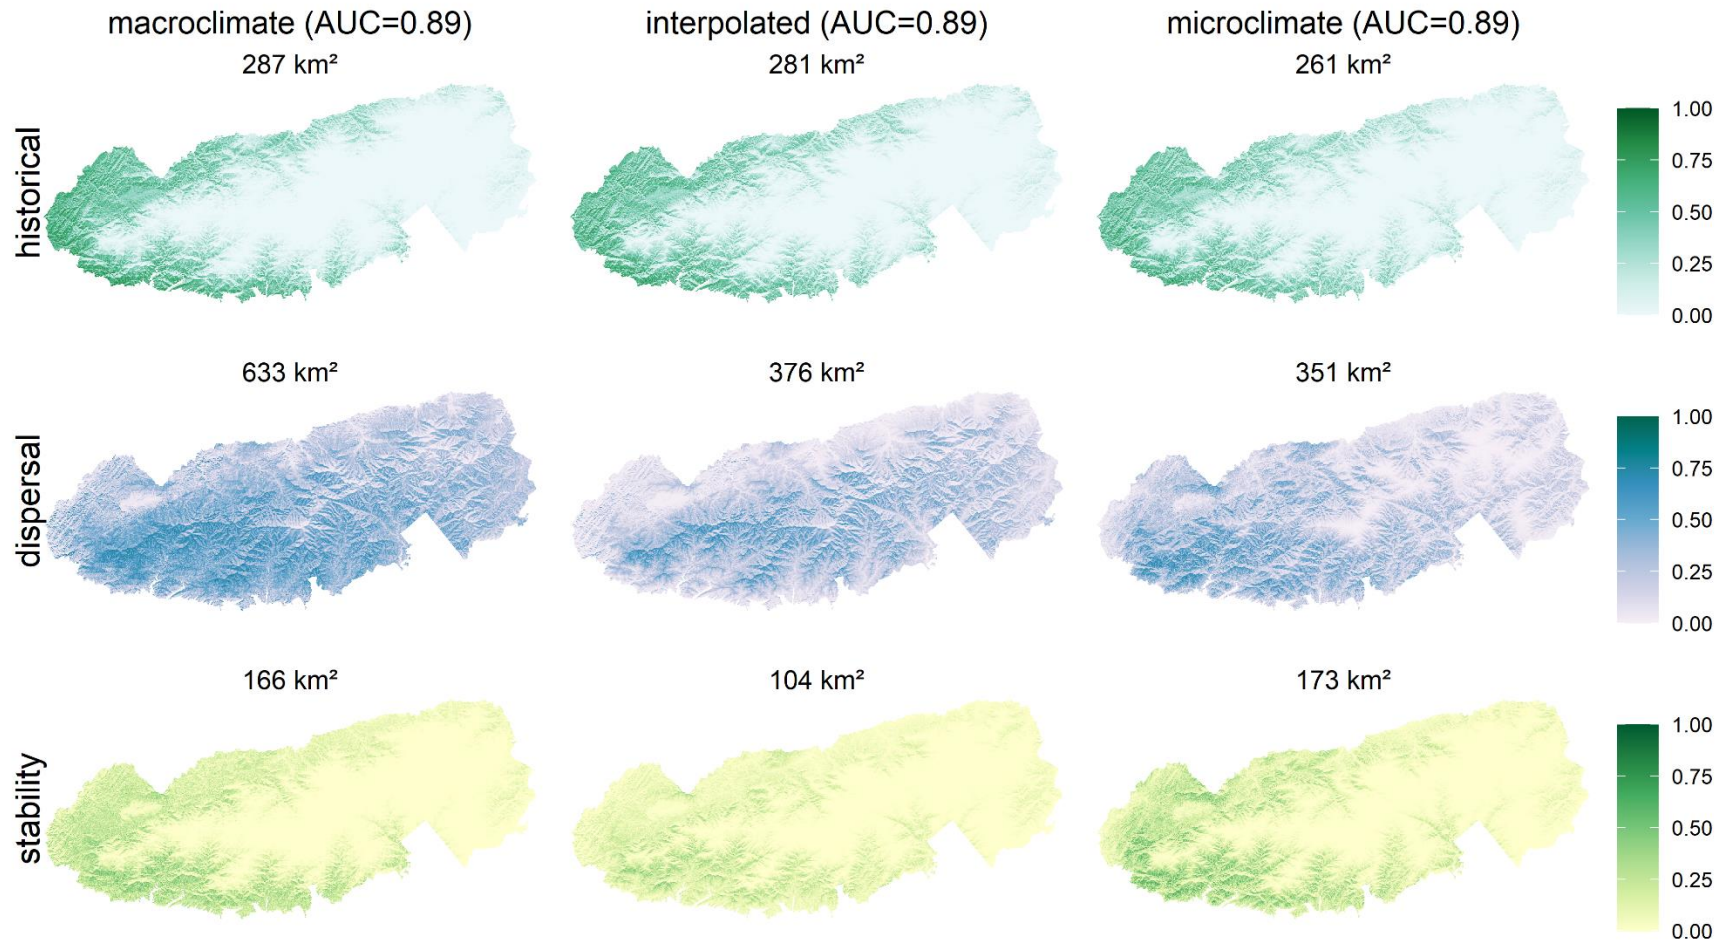 macroclimate (AUC=0.89) interpolated (AUC=0.89) microclimate (AUC=0.89)
287 km² 281 km² 261 km²
historical
1.00
0.75
0.50
0.25
0.00
633 km² 376 km² 351 km²
dispersal
1.00
0.75
0.50
0.25
0.00
166 km² 104 km² 173 km²
stability
1.00
0.75
0.50
0.25
0.00